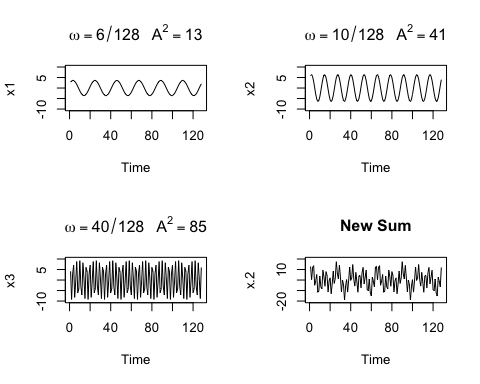 ω = 6/128 A² = 13
x1
5
-10
0 40 80 120
Time
ω = 10/128 A² = 41
x2
5
-10
0 40 80 120
Time
ω = 40/128 A² = 85
x3
5
-10
0 40 80 120
Time
New Sum
x.2
10
-20
0 40 80 120
Time